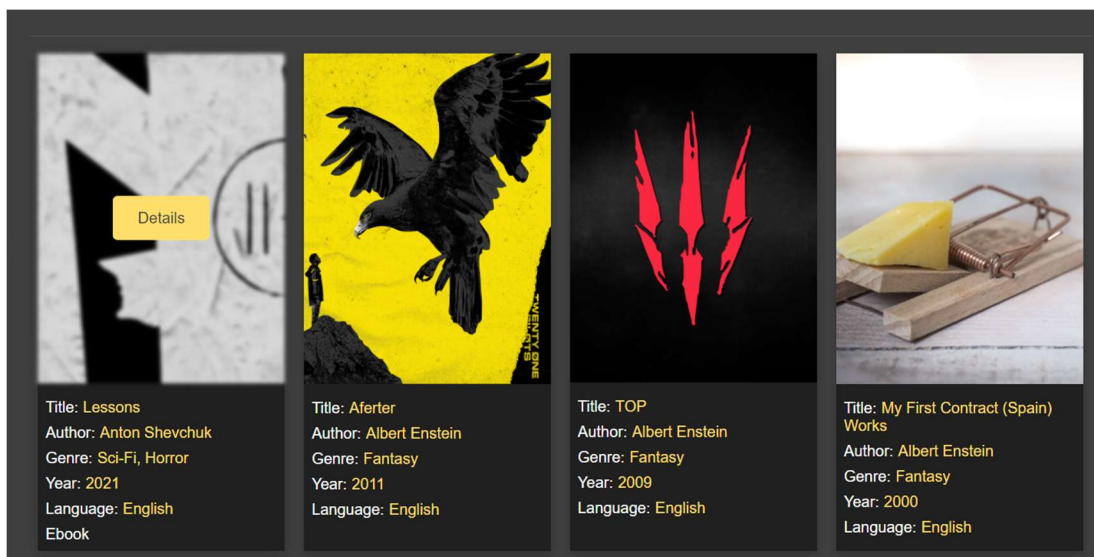 Details
TWENTY ØNE
PILOTS
Title: Lessons
Author: Anton Shevchuk
Genre: Sci-Fi, Horror
Year: 2021
Language: English
Ebook
Title: Aferter
Author: Albert Enstein
Genre: Fantasy
Year: 2011
Language: English
Title: TOP
Author: Albert Enstein
Genre: Fantasy
Year: 2009
Language: English
Title: My First Contract (Spain)
Works
Author: Albert Enstein
Genre: Fantasy
Year: 2000
Language: English